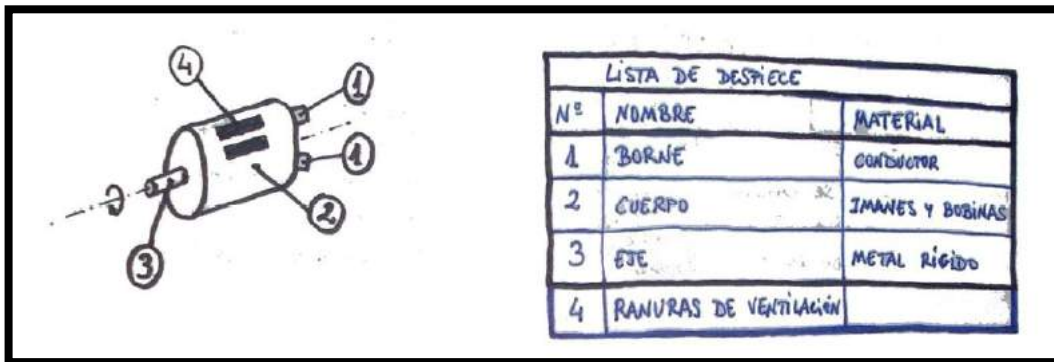 4
1
1
2
3
LISTA DE DESPIECE
Nº NOMBRE MATERIAL
1 BORNE CONDUCTOR
2 CUERPO IMANES Y BOBINAS
3 EJE METAL RÍGIDO
4 RANURAS DE VENTILACIÓN